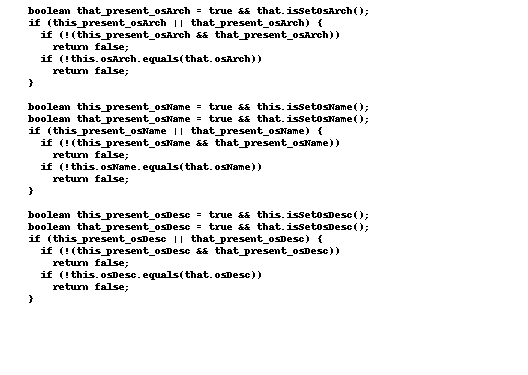 boolean that_present_osArch = true && that.isSetOsArch();
if (this_present_osArch || that_present_osArch) {
if (!(this_present_osArch && that_present_osArch))
return false;
if (!this.osArch.equals(that.osArch))
return false;
}
boolean this_present_osName = true && this.isSetOsName();
boolean that_present_osName = true && this.isSetOsName();
if (this_present_osName || that_present_osName) {
if (!(this_present_osName && that_present_osName))
return false;
if (!this.osName.equals(that.osName))
return false;
}
boolean this_present_osDesc = true && this.isSetOsDesc();
boolean that_present_osDesc = true && this.isSetOsDesc();
if (this_present_osDesc || that_present_osDesc) {
if (!(this_present_osDesc && that_present_osDesc))
return false;
if (!this.osDesc.equals(that.osDesc))
return false;
}